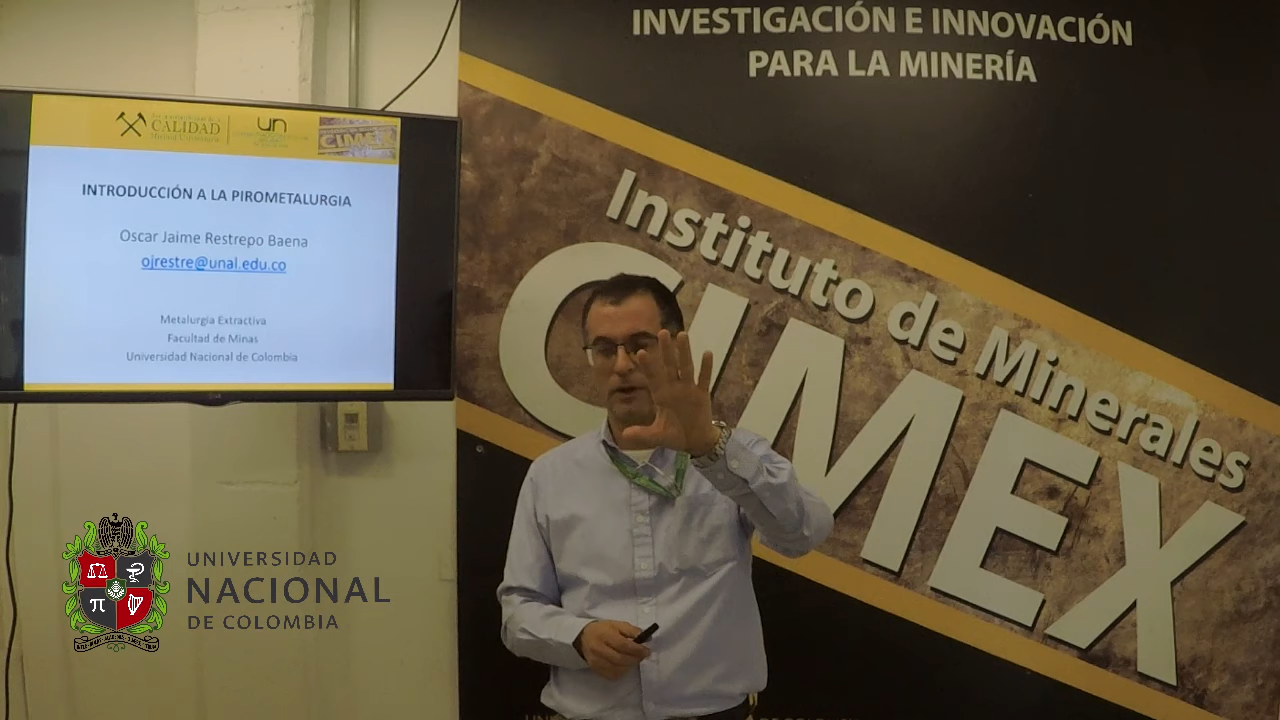 INVESTIGACIÓN E INNOVACIÓN
PARA LA MINERÍA
CALIDAD
un
CIMEX
INTRODUCCIÓN A LA PIROMETALURGIA
Oscar Jaime Restrepo Baena
ojrestre@unal.edu.co
Metalurgia Extractiva
Facultad de Minas
Universidad Nacional de Colombia
Instituto de Minerales
CIMEX
UNIVERSIDAD
NACIONAL
DE COLOMBIA